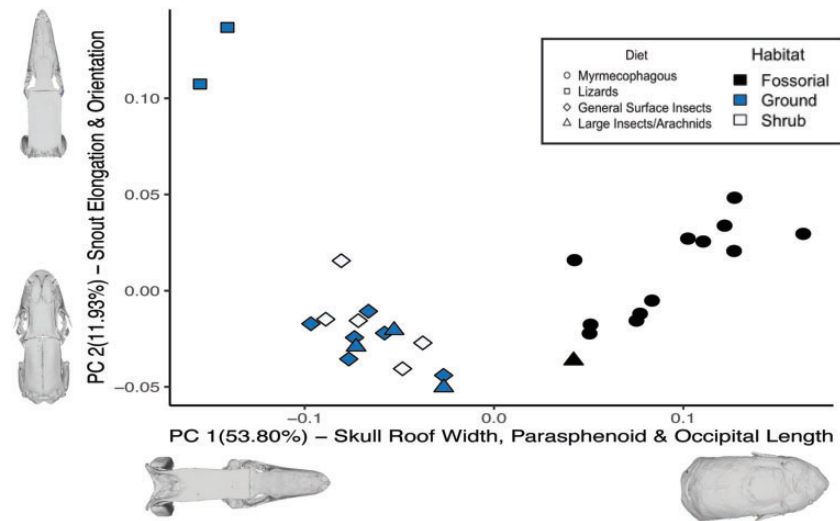 PC 2(11.93%) – Snout Elongation & Orientation
0.10
0.05
0.00
−0.05
Diet
Myrmecophagous
Lizards
General Surface Insects
Large Insects/Arachnids
Habitat
Fossorial
Ground
Shrub
−0.1
0.0
0.1
PC 1(53.80%) – Skull Roof Width, Parasphenoid & Occipital Length